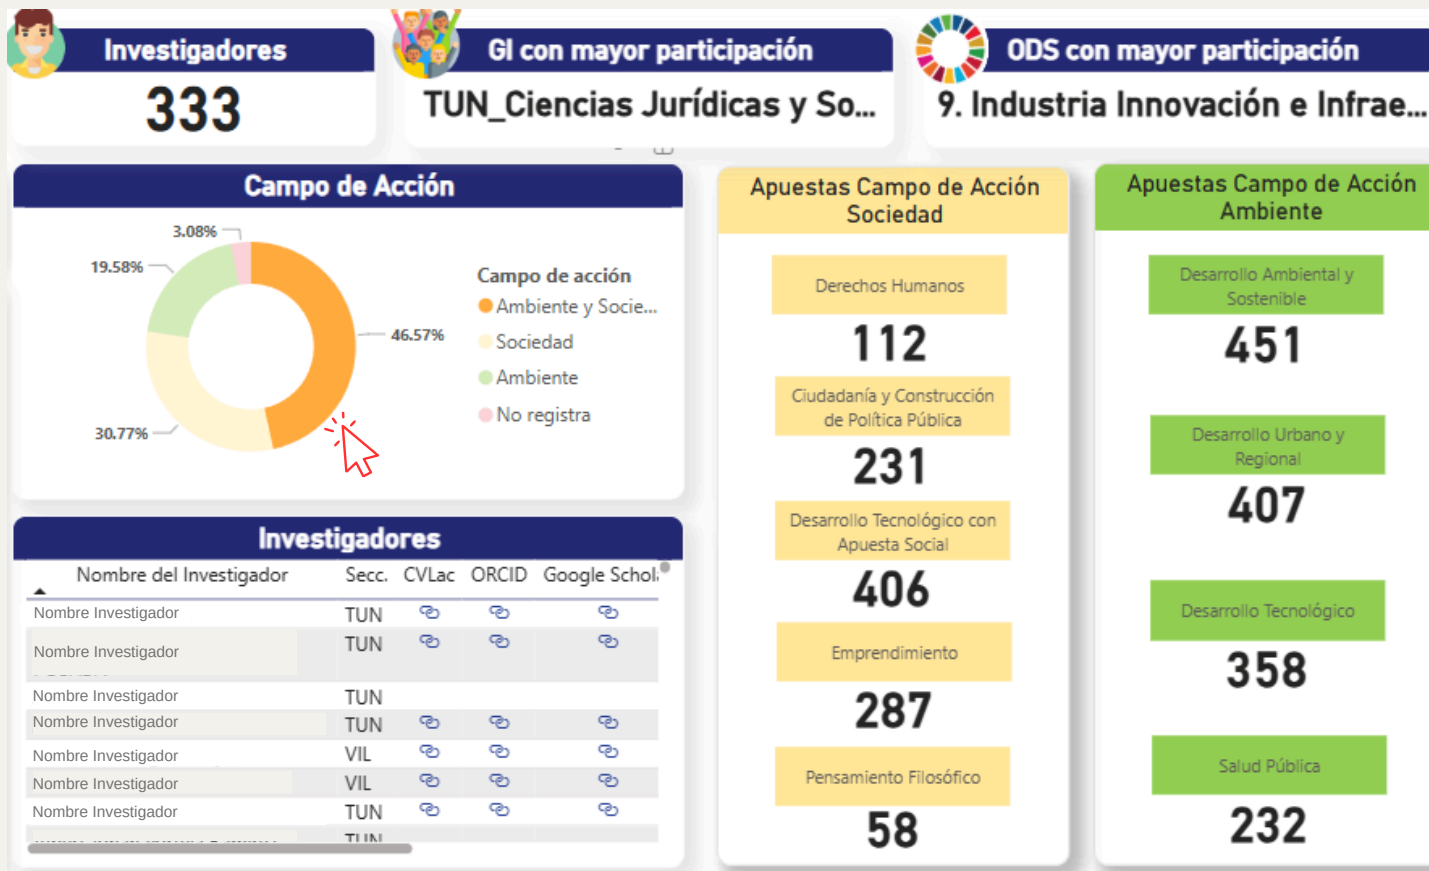 Investigadores
333
GI con mayor participación
TUN_Ciencias Jurídicas y So...
ODS con mayor participación
9. Industria Innovación e Infrae...
Campo de Acción
3.08%
19.58%
46.57%
30.77%
Campo de acción
Ambiente y Socie...
Sociedad
Ambiente
No registra
Investigadores
Nombre del Investigador Secc. CVLac ORCID Google Schol
Nombre Investigador TUN
Nombre Investigador TUN
Nombre Investigador TUN
Nombre Investigador TUN
Nombre Investigador VIL
Nombre Investigador VIL
Nombre Investigador TUN
TUN
Apuestas Campo de Acción
Sociedad
Derechos Humanos
112
Ciudadanía y Construcción
de Política Pública
231
Desarrollo Tecnológico con
Apuesta Social
406
Emprendimiento
287
Pensamiento Filosófico
58
Apuestas Campo de Acción
Ambiente
Desarrollo Ambiental y
Sostenible
451
Desarrollo Urbano y
Regional
407
Desarrollo Tecnológico
358
Salud Pública
232